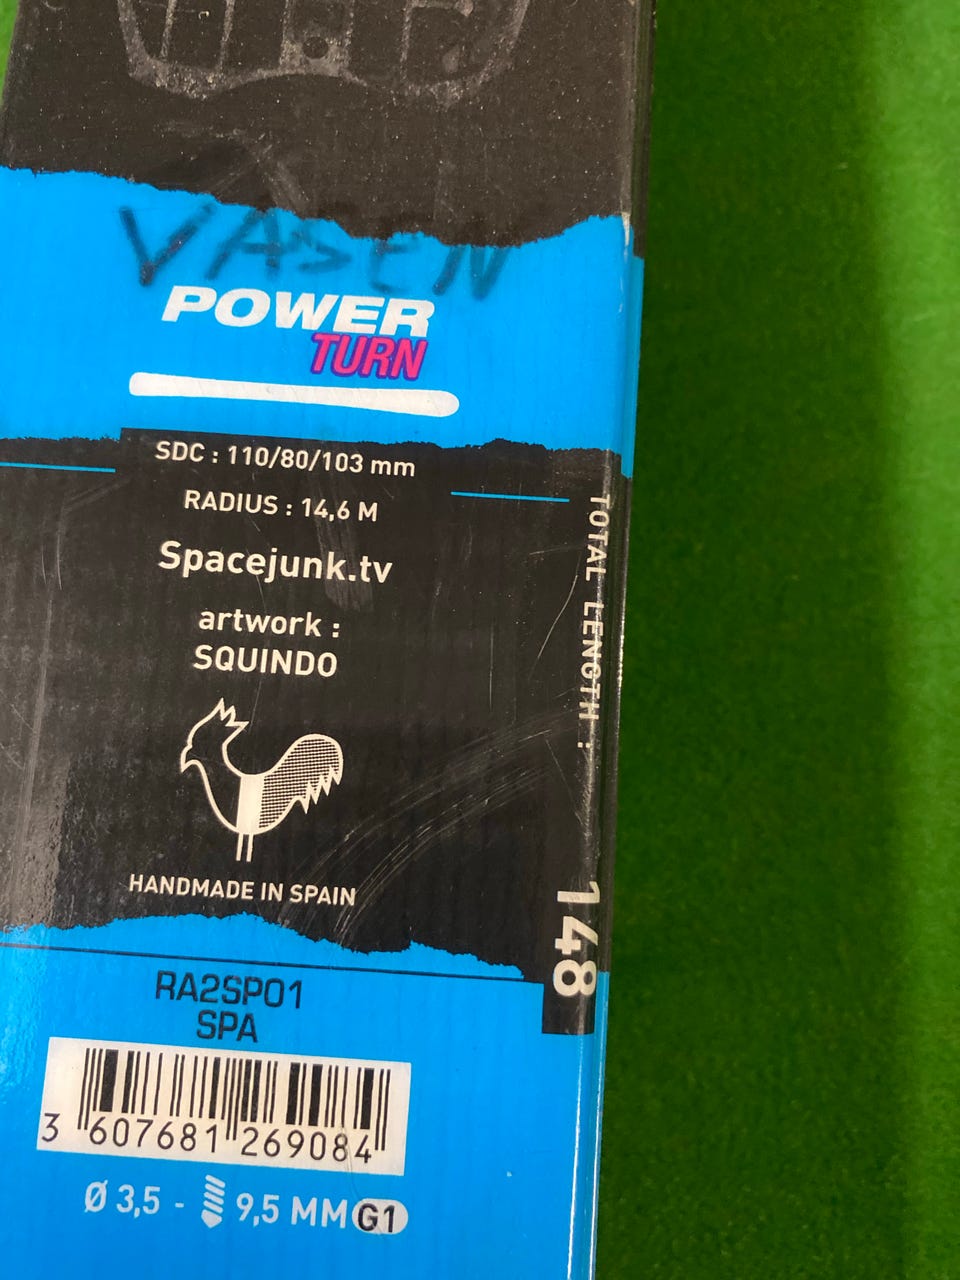 VASEN
POWER
TURN
SDC : 110/80/103 mm
RADIUS : 14,6 M
Spacejunk.tv
artwork :
SQUINDO
HANDMADE IN SPAIN
TOTAL LENGTH : 148
RA2SP01
SPA
3 607681 269084
Ø 3,5 - 9,5 MM G1